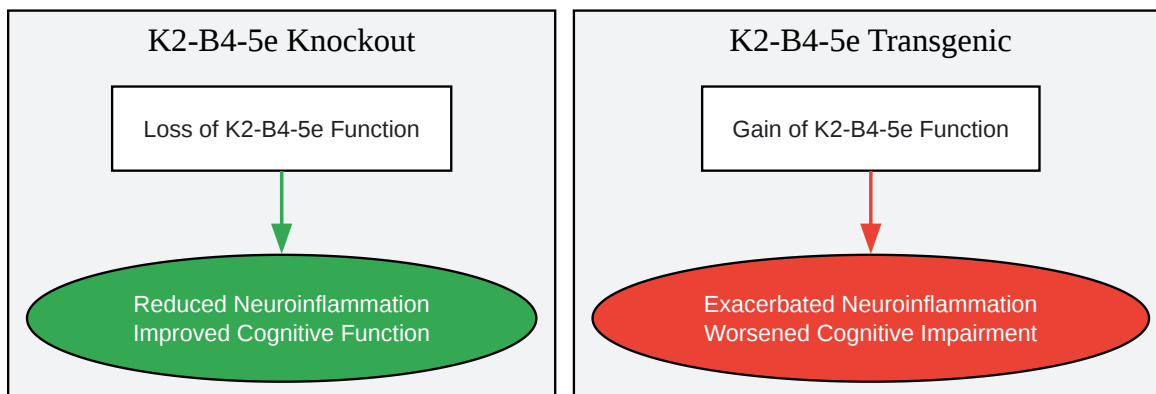 K2-B4-5e Knockout
Loss of K2-B4-5e Function
Reduced Neuroinflammation
Improved Cognitive Function
K2-B4-5e Transgenic
Gain of K2-B4-5e Function
Exacerbated Neuroinflammation
Worsened Cognitive Impairment